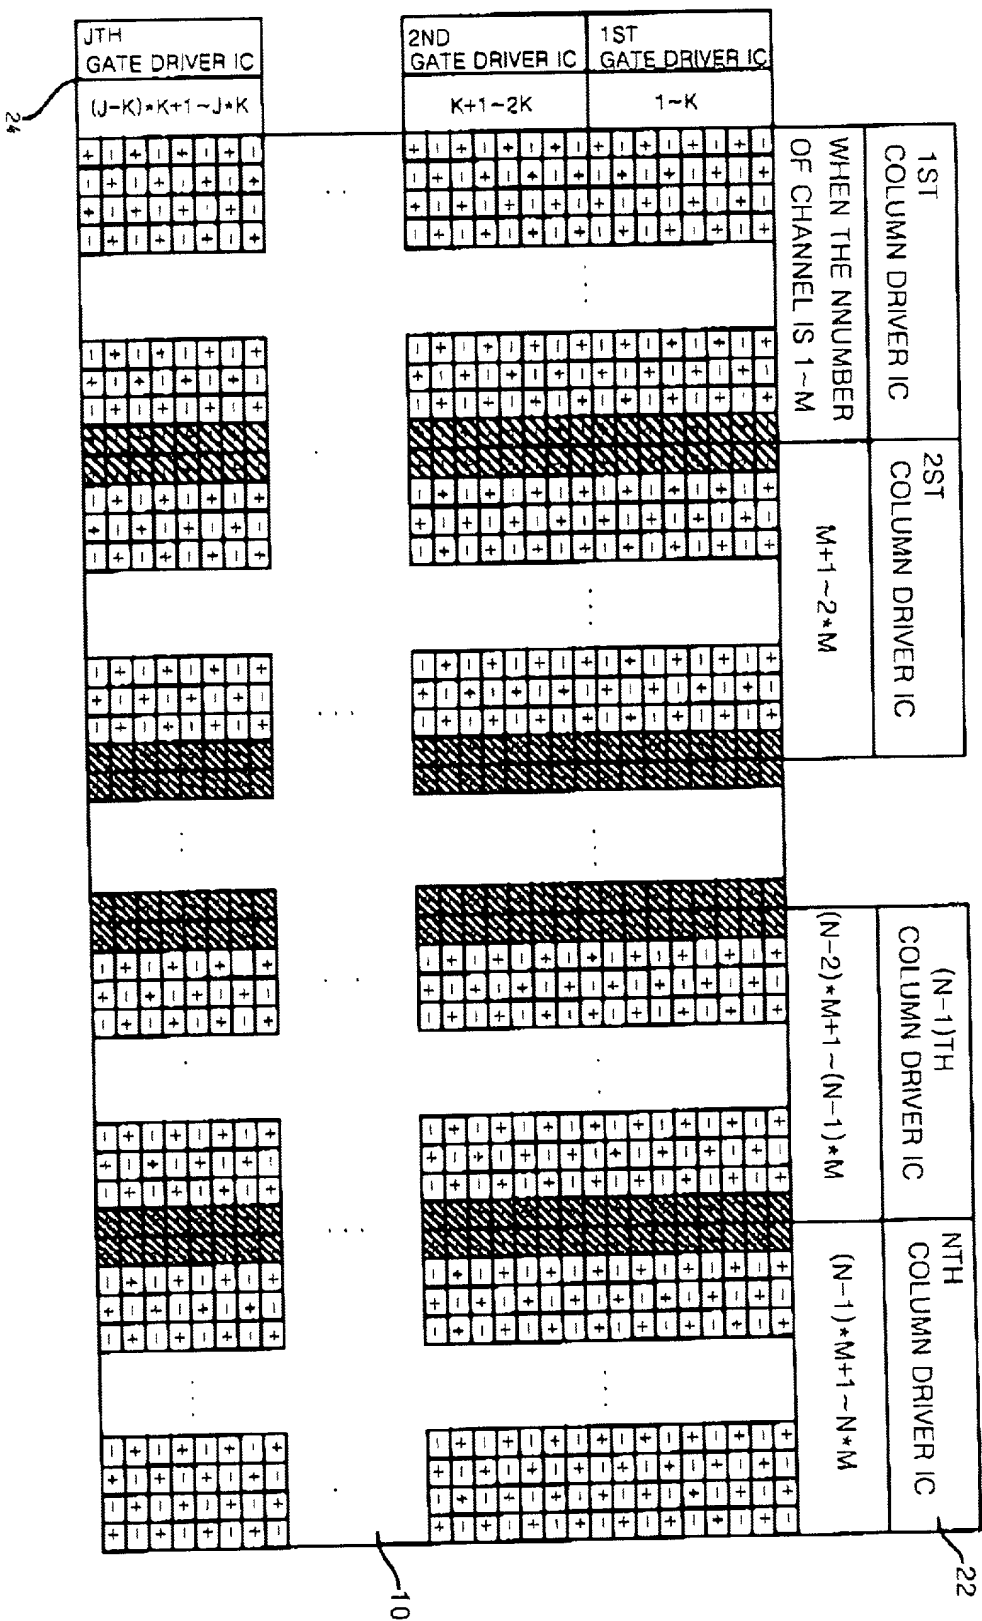 1ST
COLUMN DRIVER IC
2ST
COLUMN DRIVER IC
(N-1)TH
COLUMN DRIVER IC
NTH
COLUMN DRIVER IC
22
WHEN THE NNUMBER
OF CHANNEL IS 1~M
M+1~2*M
(N-2)*M+1~(N-1)*M
(N-1)*M+1~N*M
1ST
GATE DRIVER IC
1~K
2ND
GATE DRIVER IC
K+1~2K
JTH
GATE DRIVER IC
(J-K)*K+1~J*K
24
10